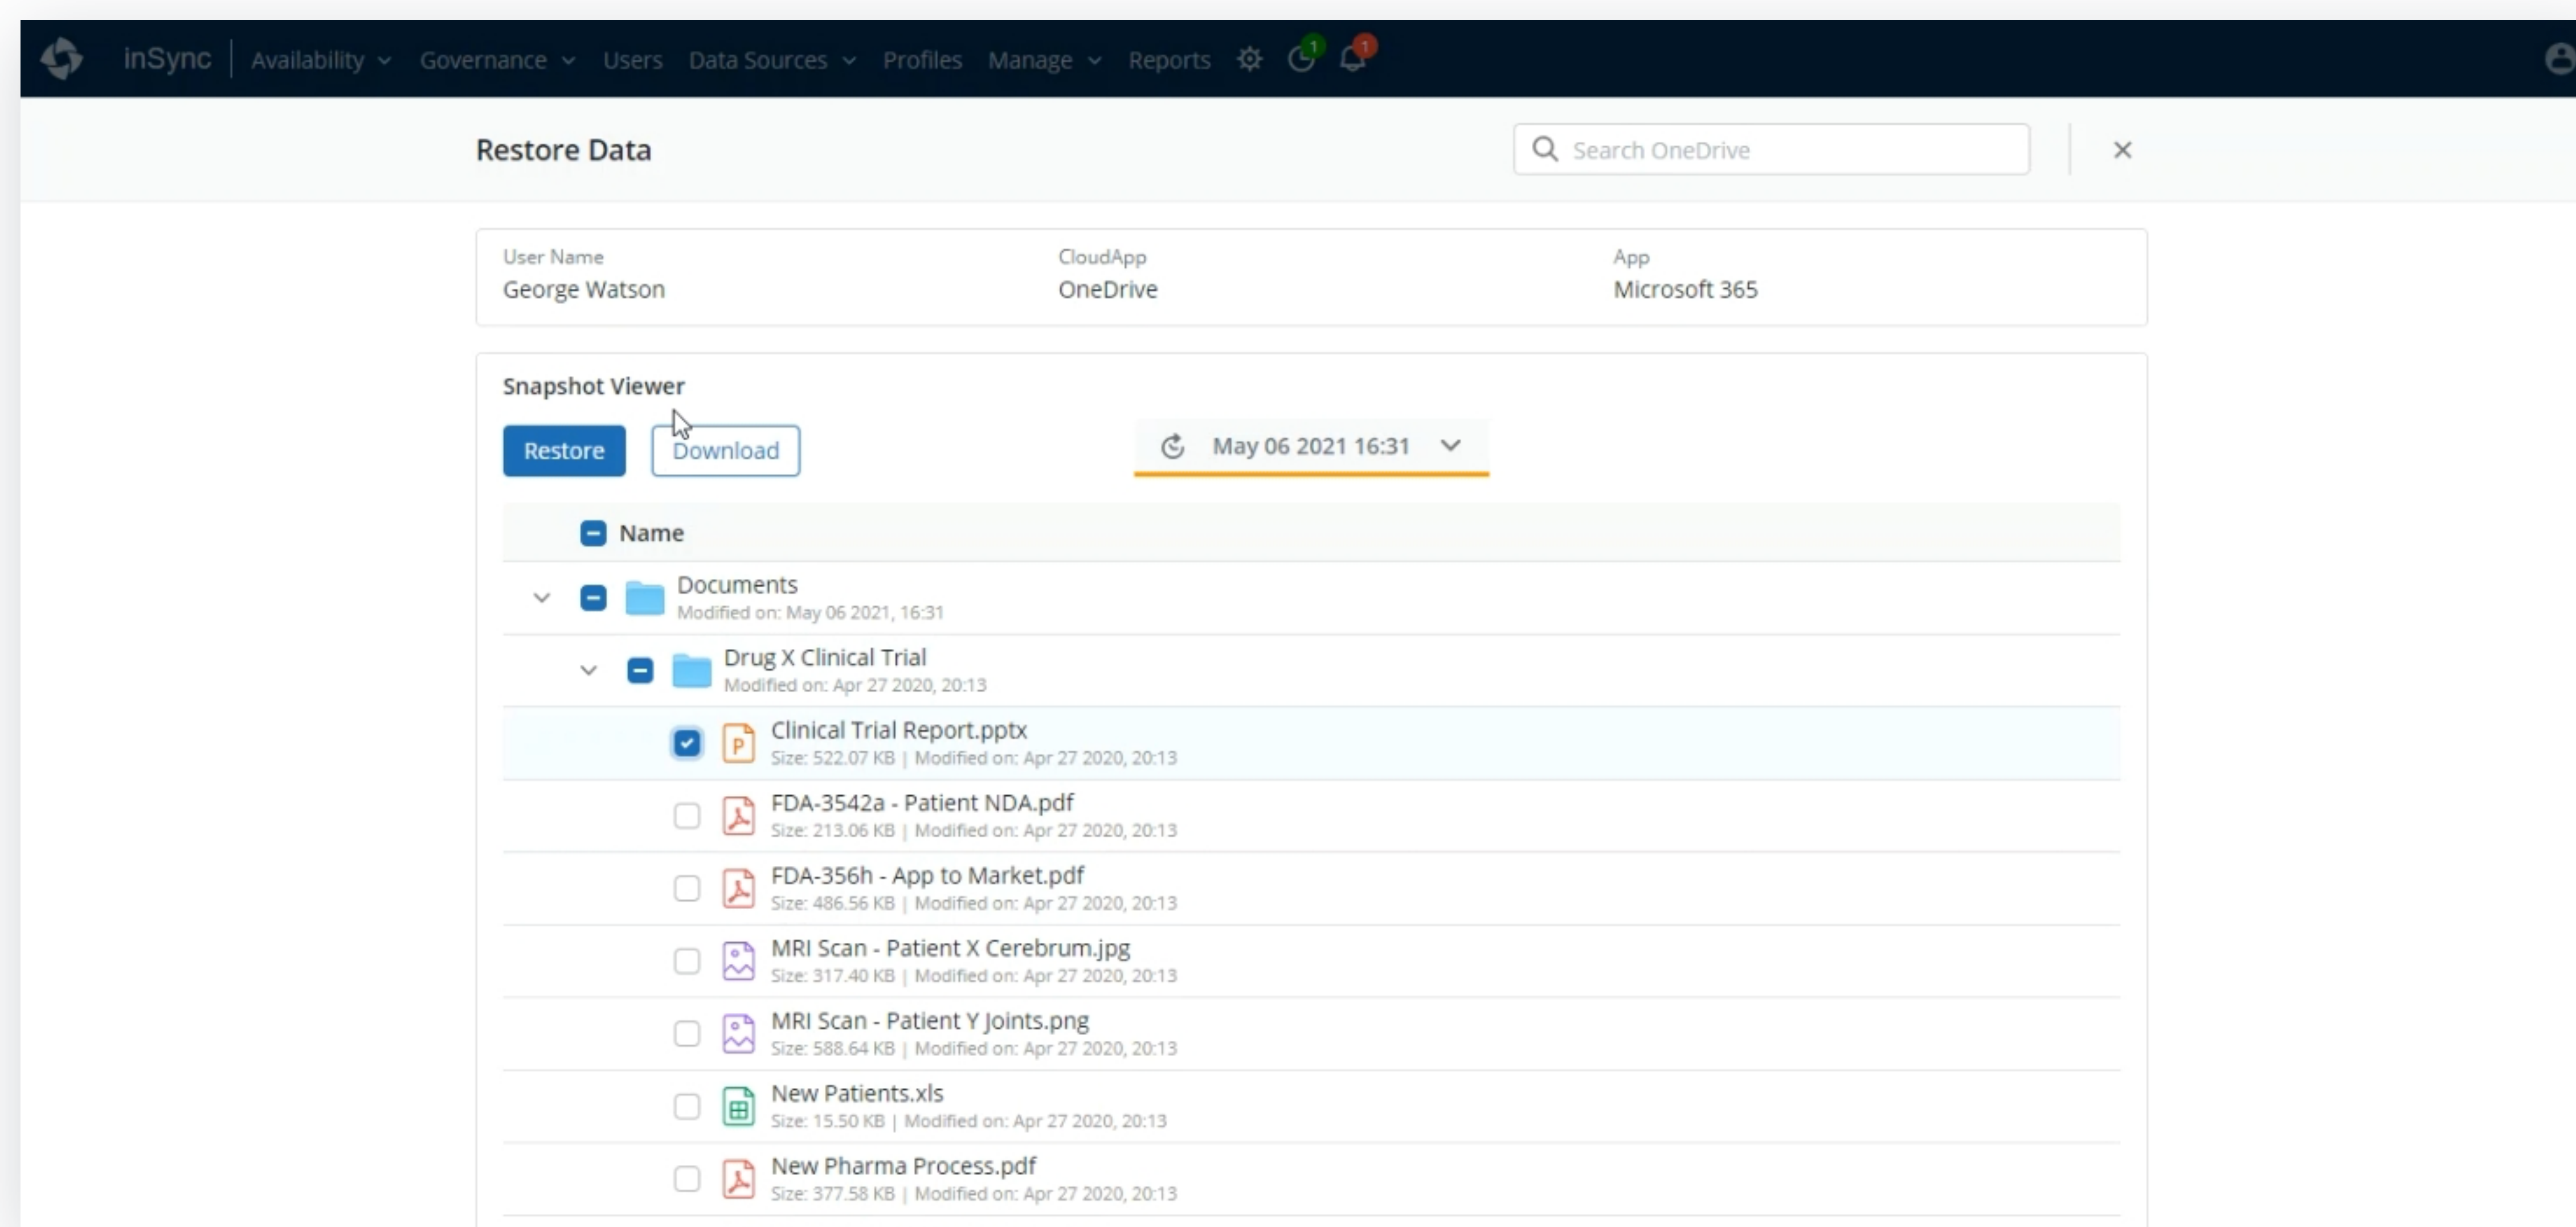 inSync Availability Governance Users Data Sources Profiles Manage Reports 1 1
Restore Data
Search OneDrive
User Name CloudApp App
George Watson OneDrive Microsoft 365
Snapshot Viewer
Restore Download May 06 2021 16:31
Name
Documents
Modified on: May 06 2021, 16:31
Drug X Clinical Trial
Modified on: Apr 27 2020, 20:13
P
Clinical Trial Report.pptx
Size: 522.07 KB | Modified on: Apr 27 2020, 20:13
FDA-3542a - Patient NDA.pdf
Size: 213.06 KB | Modified on: Apr 27 2020, 20:13
FDA-356h - App to Market.pdf
Size: 486.56 KB | Modified on: Apr 27 2020, 20:13
MRI Scan - Patient X Cerebrum.jpg
Size: 317.40 KB | Modified on: Apr 27 2020, 20:13
MRI Scan - Patient Y Joints.png
Size: 588.64 KB | Modified on: Apr 27 2020, 20:13
New Patients.xls
Size: 15.50 KB | Modified on: Apr 27 2020, 20:13
New Pharma Process.pdf
Size: 377.58 KB | Modified on: Apr 27 2020, 20:13